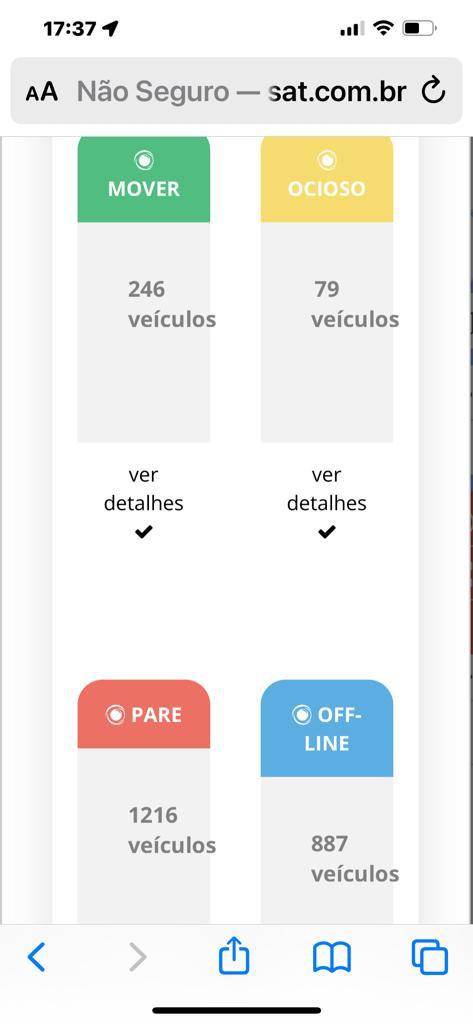 17:37
AA Não Seguro — sat.com.br
MOVER
OCIOSO
246
veículos
79
veículos
ver
detalhes
ver
detalhes
PARE
OFF-
LINE
1216
veículos
887
veículos